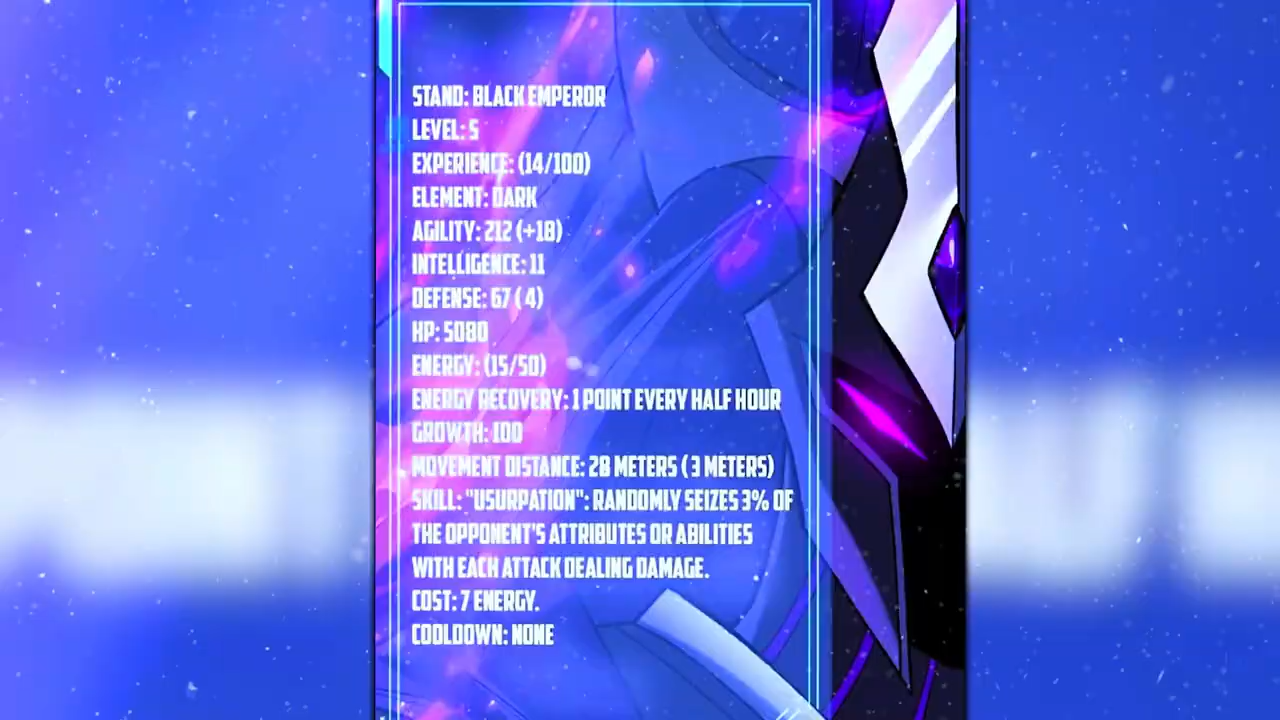 STAND: BLACK EMPEROR
LEVEL: 5
EXPERIENCE: (14/100)
ELEMENT: DARK
AGILITY: 212 (+18)
INTELLIGENCE: 11
DEFENSE: 67 ( 4)
HP: 5080
ENERGY: (15/50)
ENERGY RECOVERY: 1 POINT EVERY HALF HOUR
GROWTH: 100
MOVEMENT DISTANCE: 28 METERS ( 3 METERS)
SKILL: "USURPATION": RANDOMLY SEIZES 3% OF
THE OPPONENT'S ATTRIBUTES OR ABILITIES
WITH EACH ATTACK DEALING DAMAGE.
COST: 7 ENERGY.
COOLDOWN: NONE